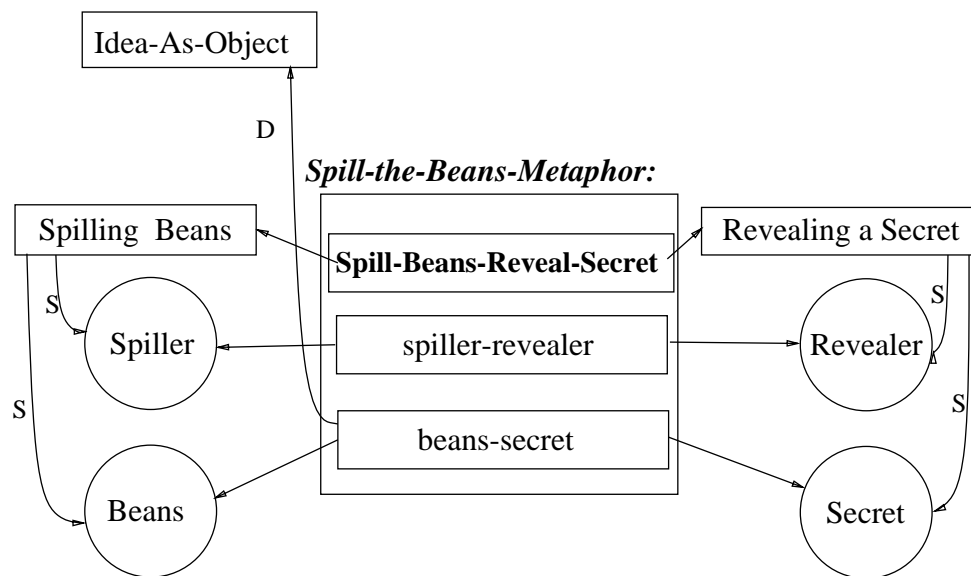 Idea-As-Object
D
Spill-the-Beans-Metaphor:
Spilling Beans
Revealing a Secret
Spill-Beans-Reveal-Secret
S
S
Spiller
spiller-revealer
Revealer
S
S
beans-secret
Beans
Secret